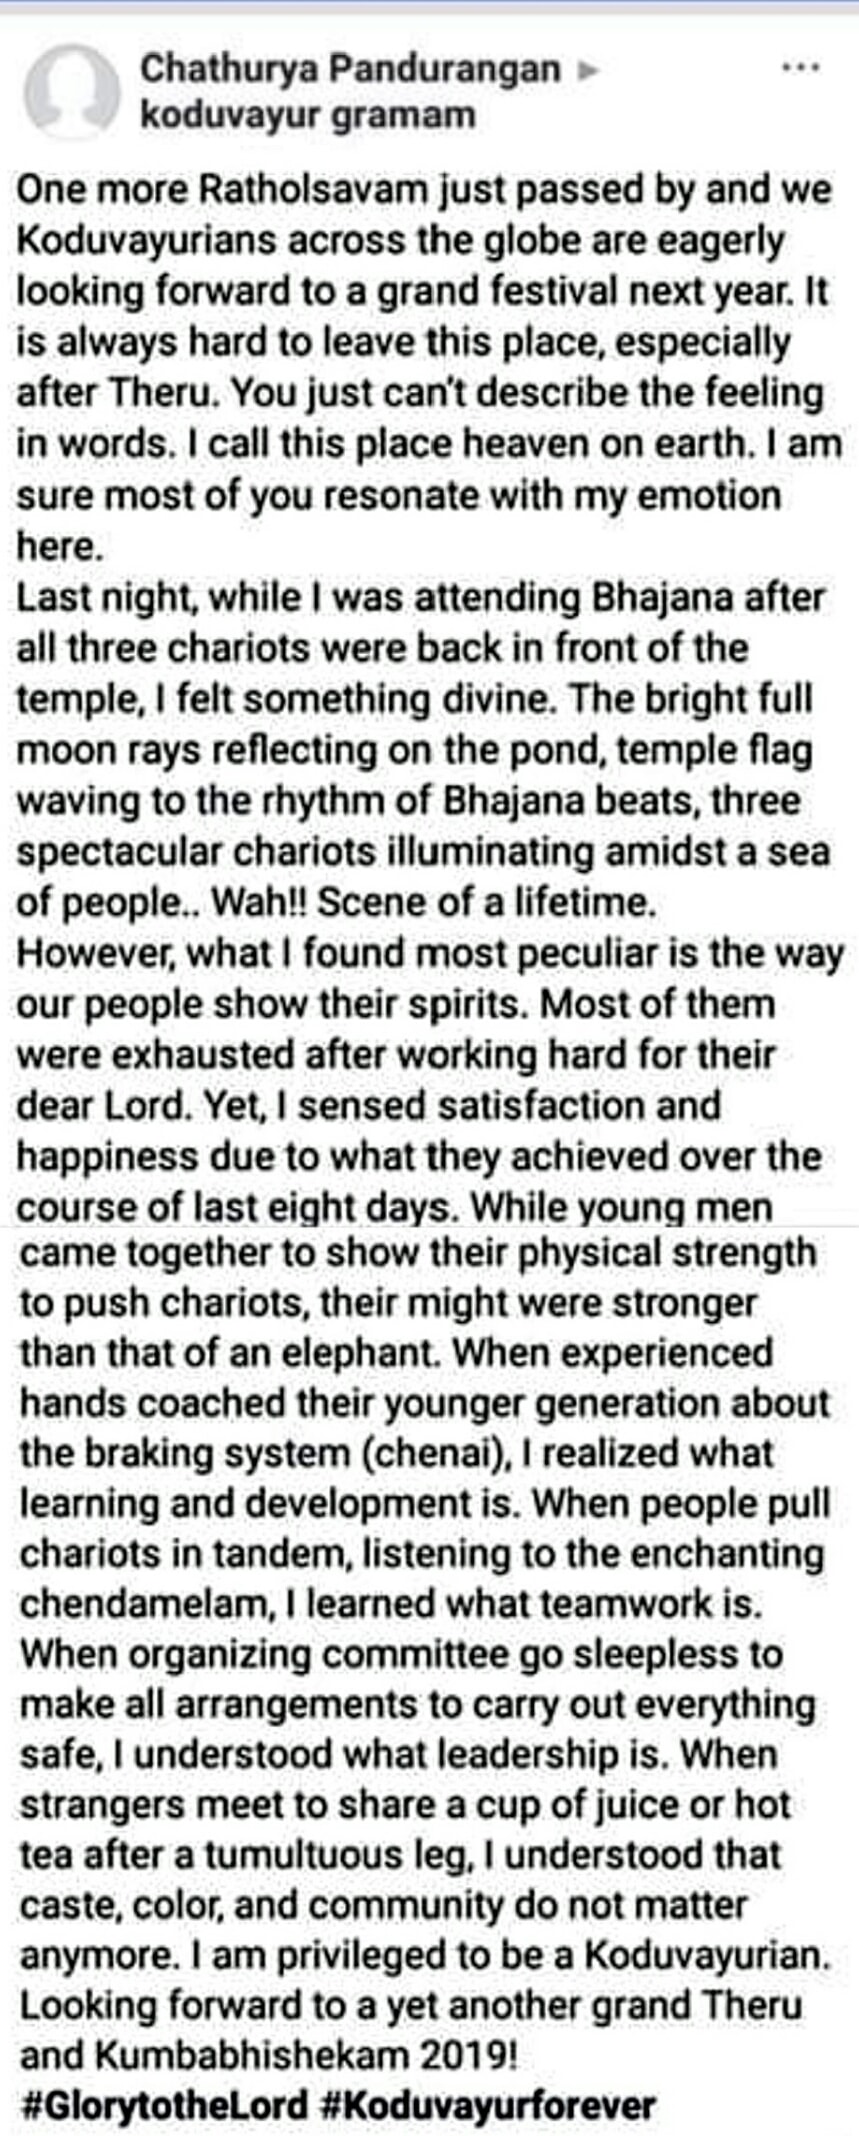 Chathurya Pandurangan ▸
koduvayur gramam
...
One more Ratholsavam just passed by and we
Koduvayurians across the globe are eagerly
looking forward to a grand festival next year. It
is always hard to leave this place, especially
after Theru. You just can't describe the feeling
in words. I call this place heaven on earth. I am
sure most of you resonate with my emotion
here.
Last night, while I was attending Bhajana after
all three chariots were back in front of the
temple, I felt something divine. The bright full
moon rays reflecting on the pond, temple flag
waving to the rhythm of Bhajana beats, three
spectacular chariots illuminating amidst a sea
of people.. Wah!! Scene of a lifetime.
However, what I found most peculiar is the way
our people show their spirits. Most of them
were exhausted after working hard for their
dear Lord. Yet, I sensed satisfaction and
happiness due to what they achieved over the
course of last eight days. While young men
came together to show their physical strength
to push chariots, their might were stronger
than that of an elephant. When experienced
hands coached their younger generation about
the braking system (chenai), I realized what
learning and development is. When people pull
chariots in tandem, listening to the enchanting
chendamelam, I learned what teamwork is.
When organizing committee go sleepless to
make all arrangements to carry out everything
safe, I understood what leadership is. When
strangers meet to share a cup of juice or hot
tea after a tumultuous leg, I understood that
caste, color, and community do not matter
anymore. I am privileged to be a Koduvayurian.
Looking forward to a yet another grand Theru
and Kumbabhishekam 2019!
#GlorytotheLord #Koduvayurforever